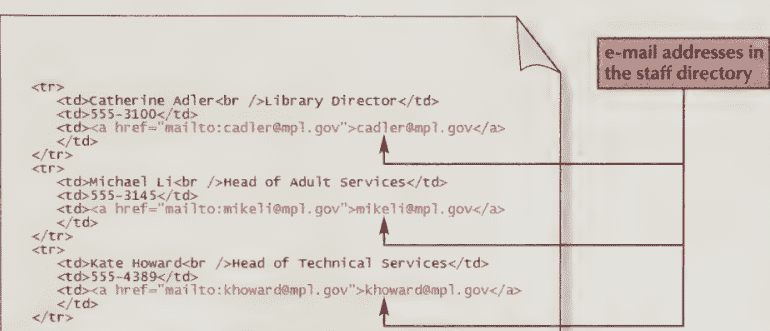 e-mail addresses in
the staff directory
<tr>
<td>Catherine Adler<br />Library Director</td>
<td>555-3100</td>
<td><a href="mailto:cadler@mpl.gov">cadler@mpl.gov</a>
</td>
</tr>
<tr>
<td>Michael Li<br />Head of Adult Services</td>
<td>555-3145</td>
<td><a href="mailto:mikeli@mpl.gov">mikeli@mpl.gov</a>
</td>
</tr>
<tr>
<td>Kate Howard<br />Head of Technical Services</td>
<td>555-4389</td>
<td><a href="mailto:khoward@mpl.gov">khoward@mpl.gov</a>
</td>
</tr>